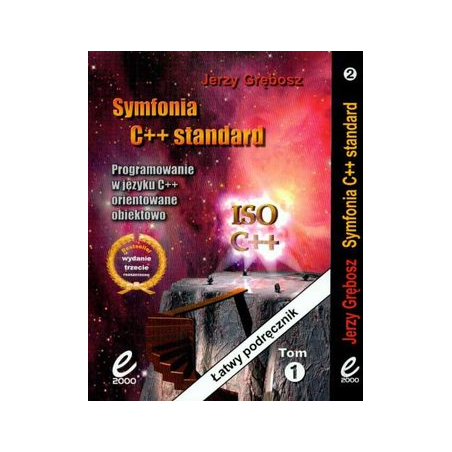 Jerzy Grębosz
Symfonia
C++ standard
Programowanie
w języku C++
orientowane
obiektowo
ISO
C++
Bestseller
wydanie
trzecie
Łatwy podręcznik
Tom
1
e
2000
2
Jerzy Grębosz Symfonia C++ standard
e
2000